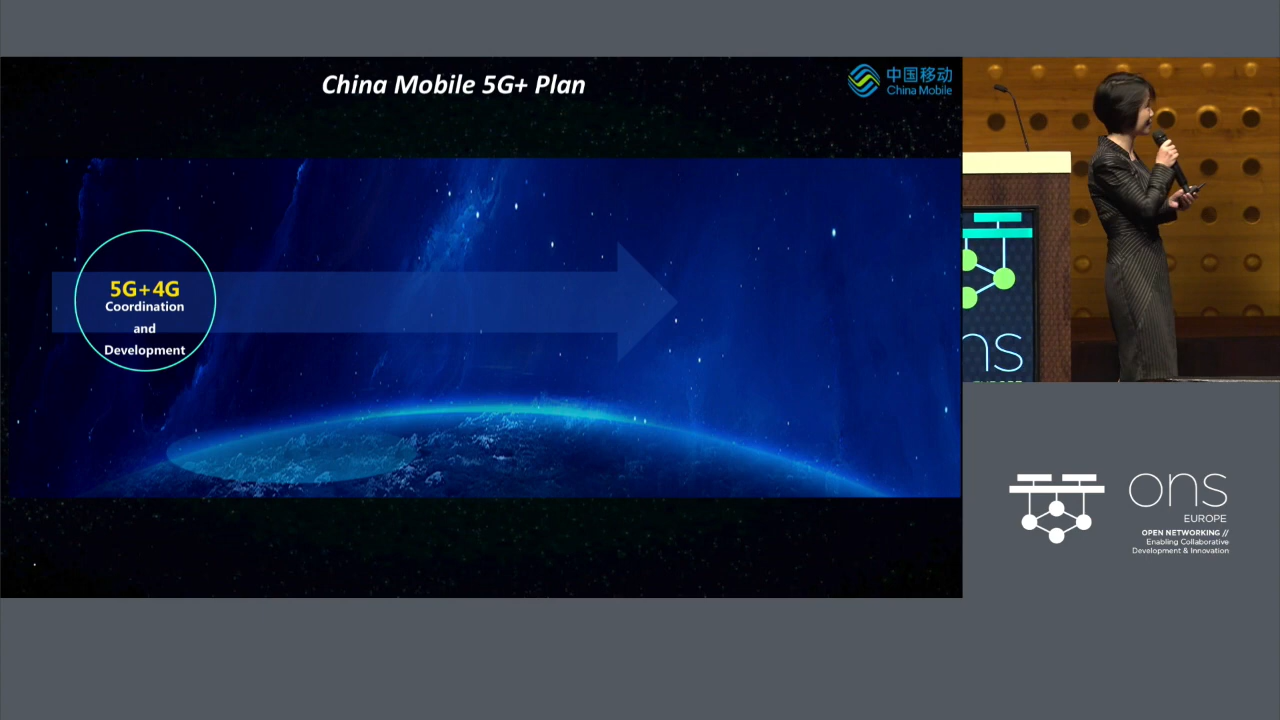 China Mobile 5G+ Plan
中国移动
China Mobile
5G+4G
Coordination
and
Development
ns
ons
EUROPE
OPEN NETWORKING //
Enabling Collaborative
Development & Innovation